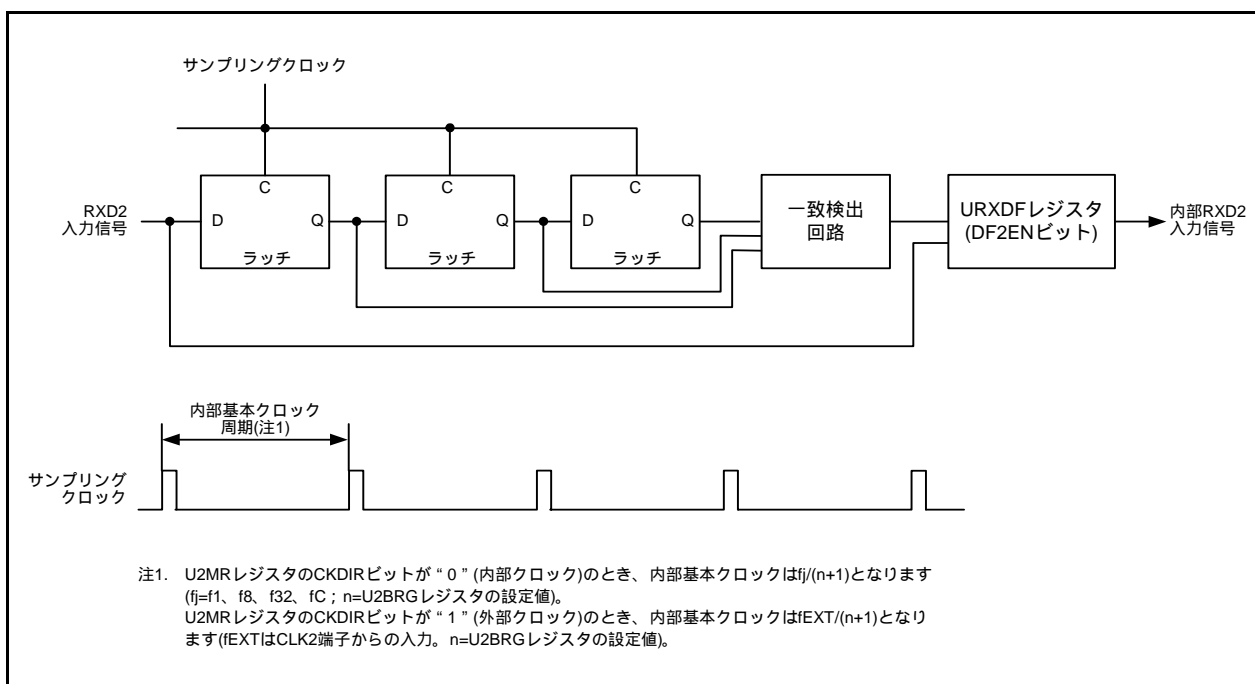 サンプリングクロック
C
C
C
RXD2
入力信号
D
Q
D
Q
D
Q
ラッチ
ラッチ
ラッチ
一致検出
回路
URXDFレジスタ
(DF2ENビット)
内部RXD2
入力信号
内部基本クロック
周期(注1)
サンプリング
クロック
注1. U2MRレジスタのCKDIRビットが“0”(内部クロック)のとき、内部基本クロックはfj/(n+1)となります
(fj=f1、f8、f32、fC；n=U2BRGレジスタの設定値)。
U2MRレジスタのCKDIRビットが“1”(外部クロック)のとき、内部基本クロックはfEXT/(n+1)となり
ます(fEXTはCLK2端子からの入力。n=U2BRGレジスタの設定値)。